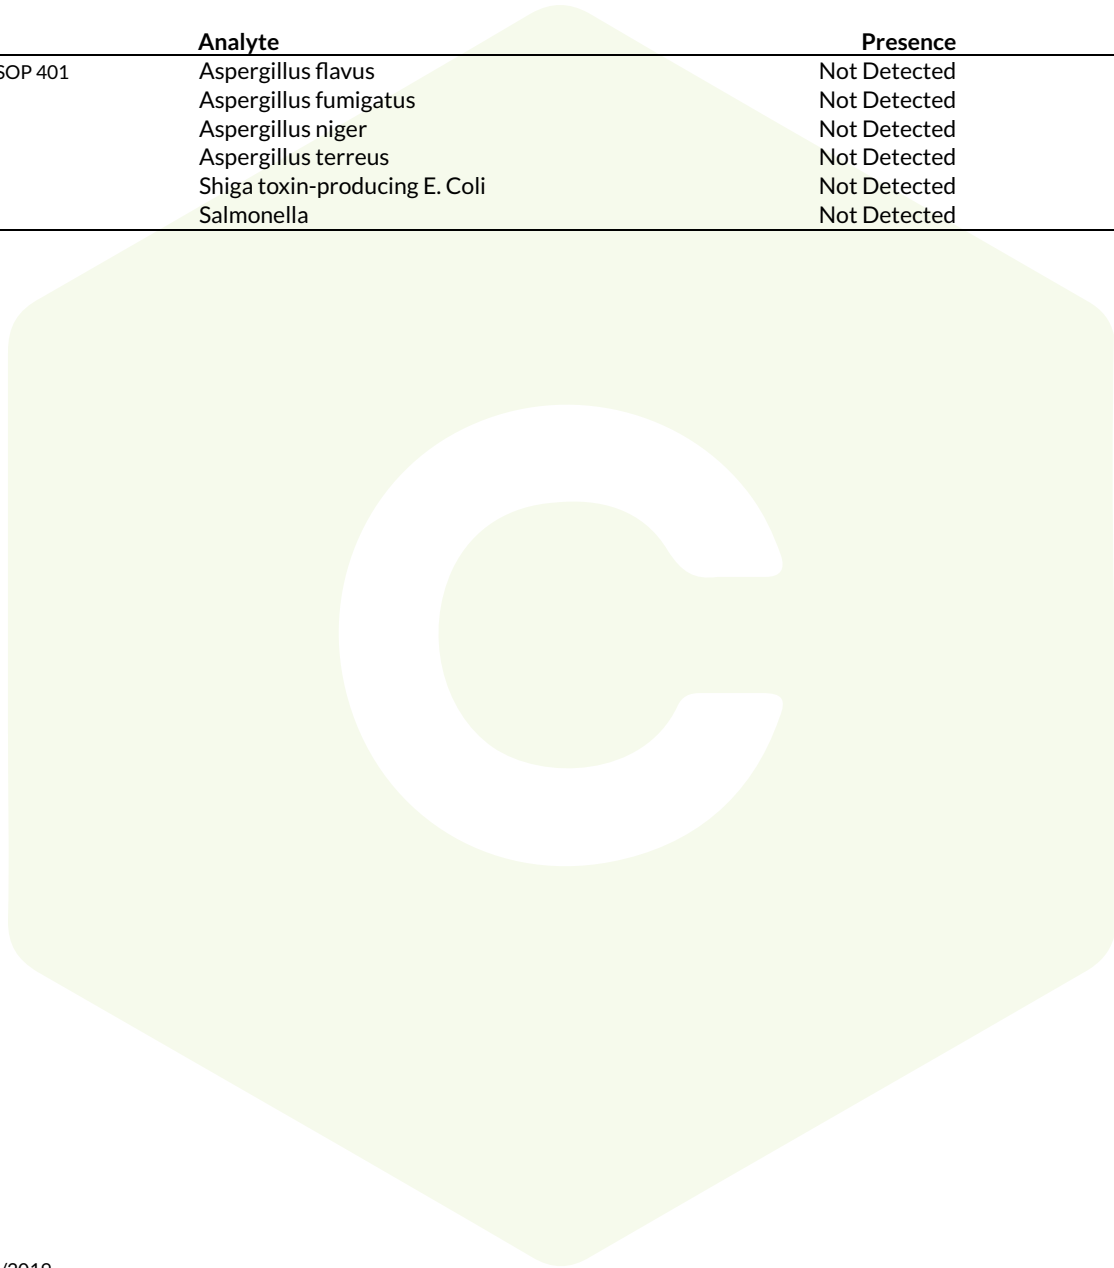 Analyte Presence
SOP 401 Aspergillus flavus Not Detected
Aspergillus fumigatus Not Detected
Aspergillus niger Not Detected
Aspergillus terreus Not Detected
Shiga toxin-producing E. Coli Not Detected
Salmonella Not Detected
C
/2019